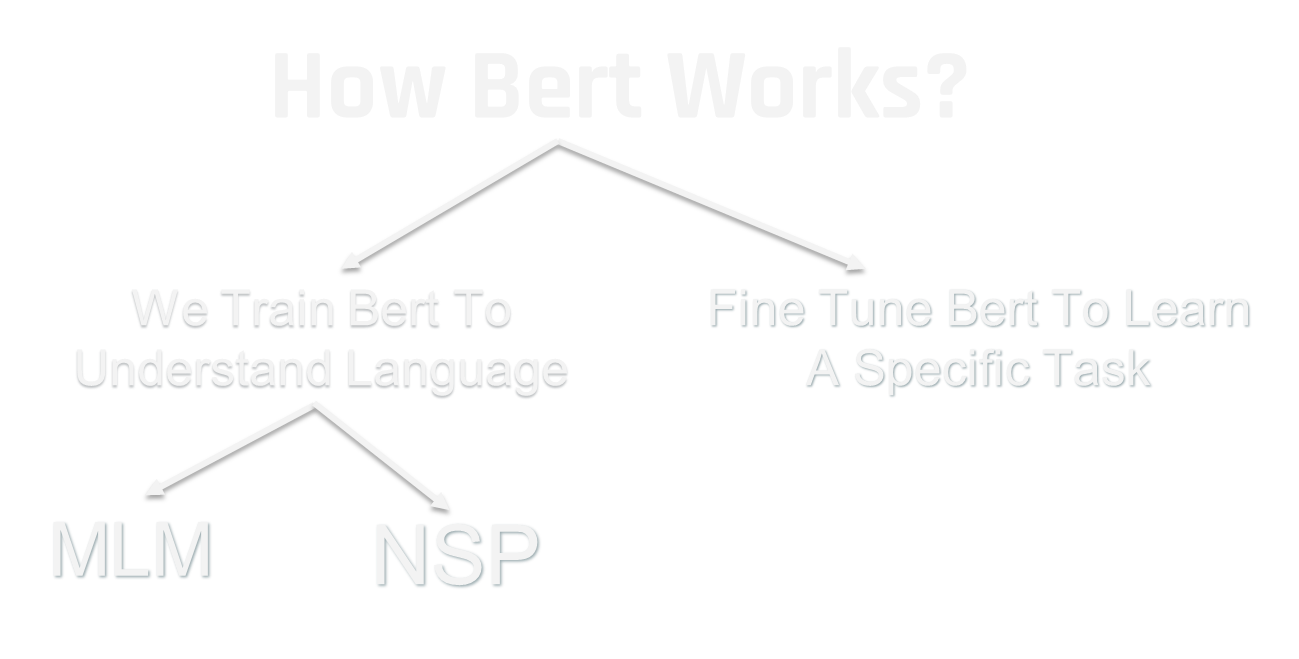 How Bert Works?
We Train Bert To
Understand Language
Fine Tune Bert To Learn
A Specific Task
MLM
NSP